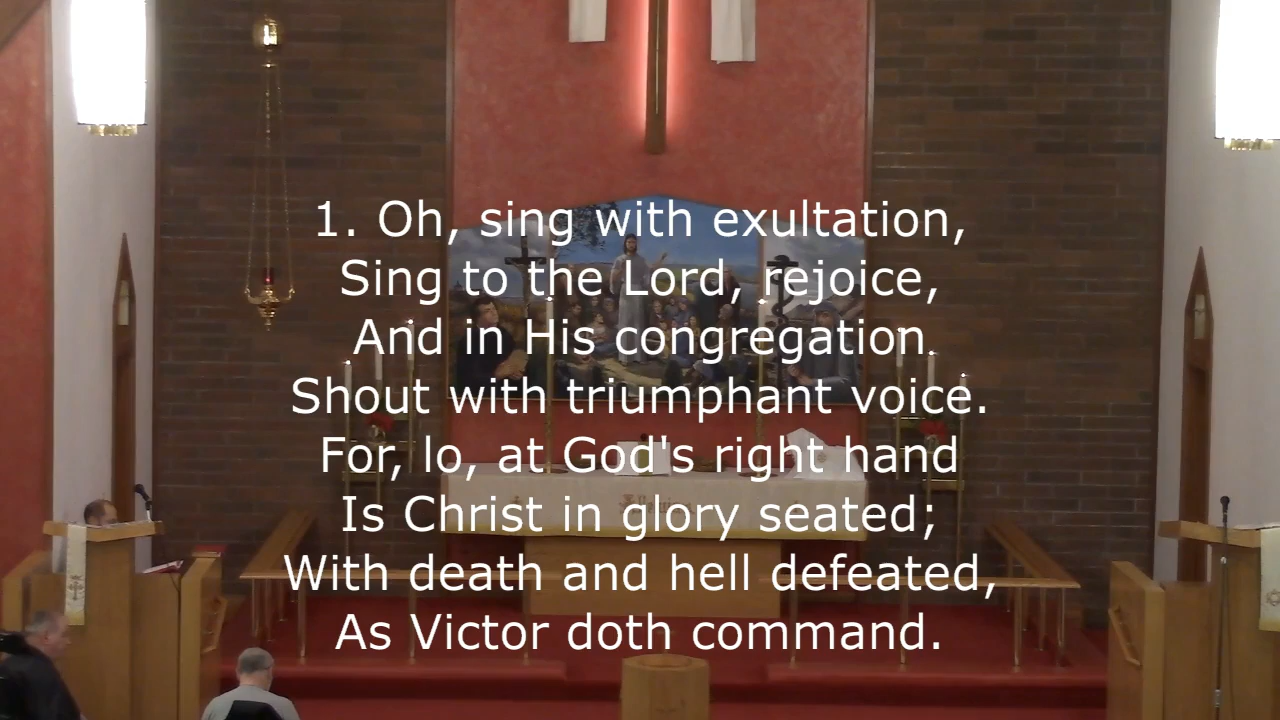 1. Oh, sing with exultation,
Sing to the Lord, rejoice,
And in His congregation
Shout with triumphant voice.
For, lo, at God's right hand
Is Christ in glory seated;
With death and hell defeated,
As Victor doth command.